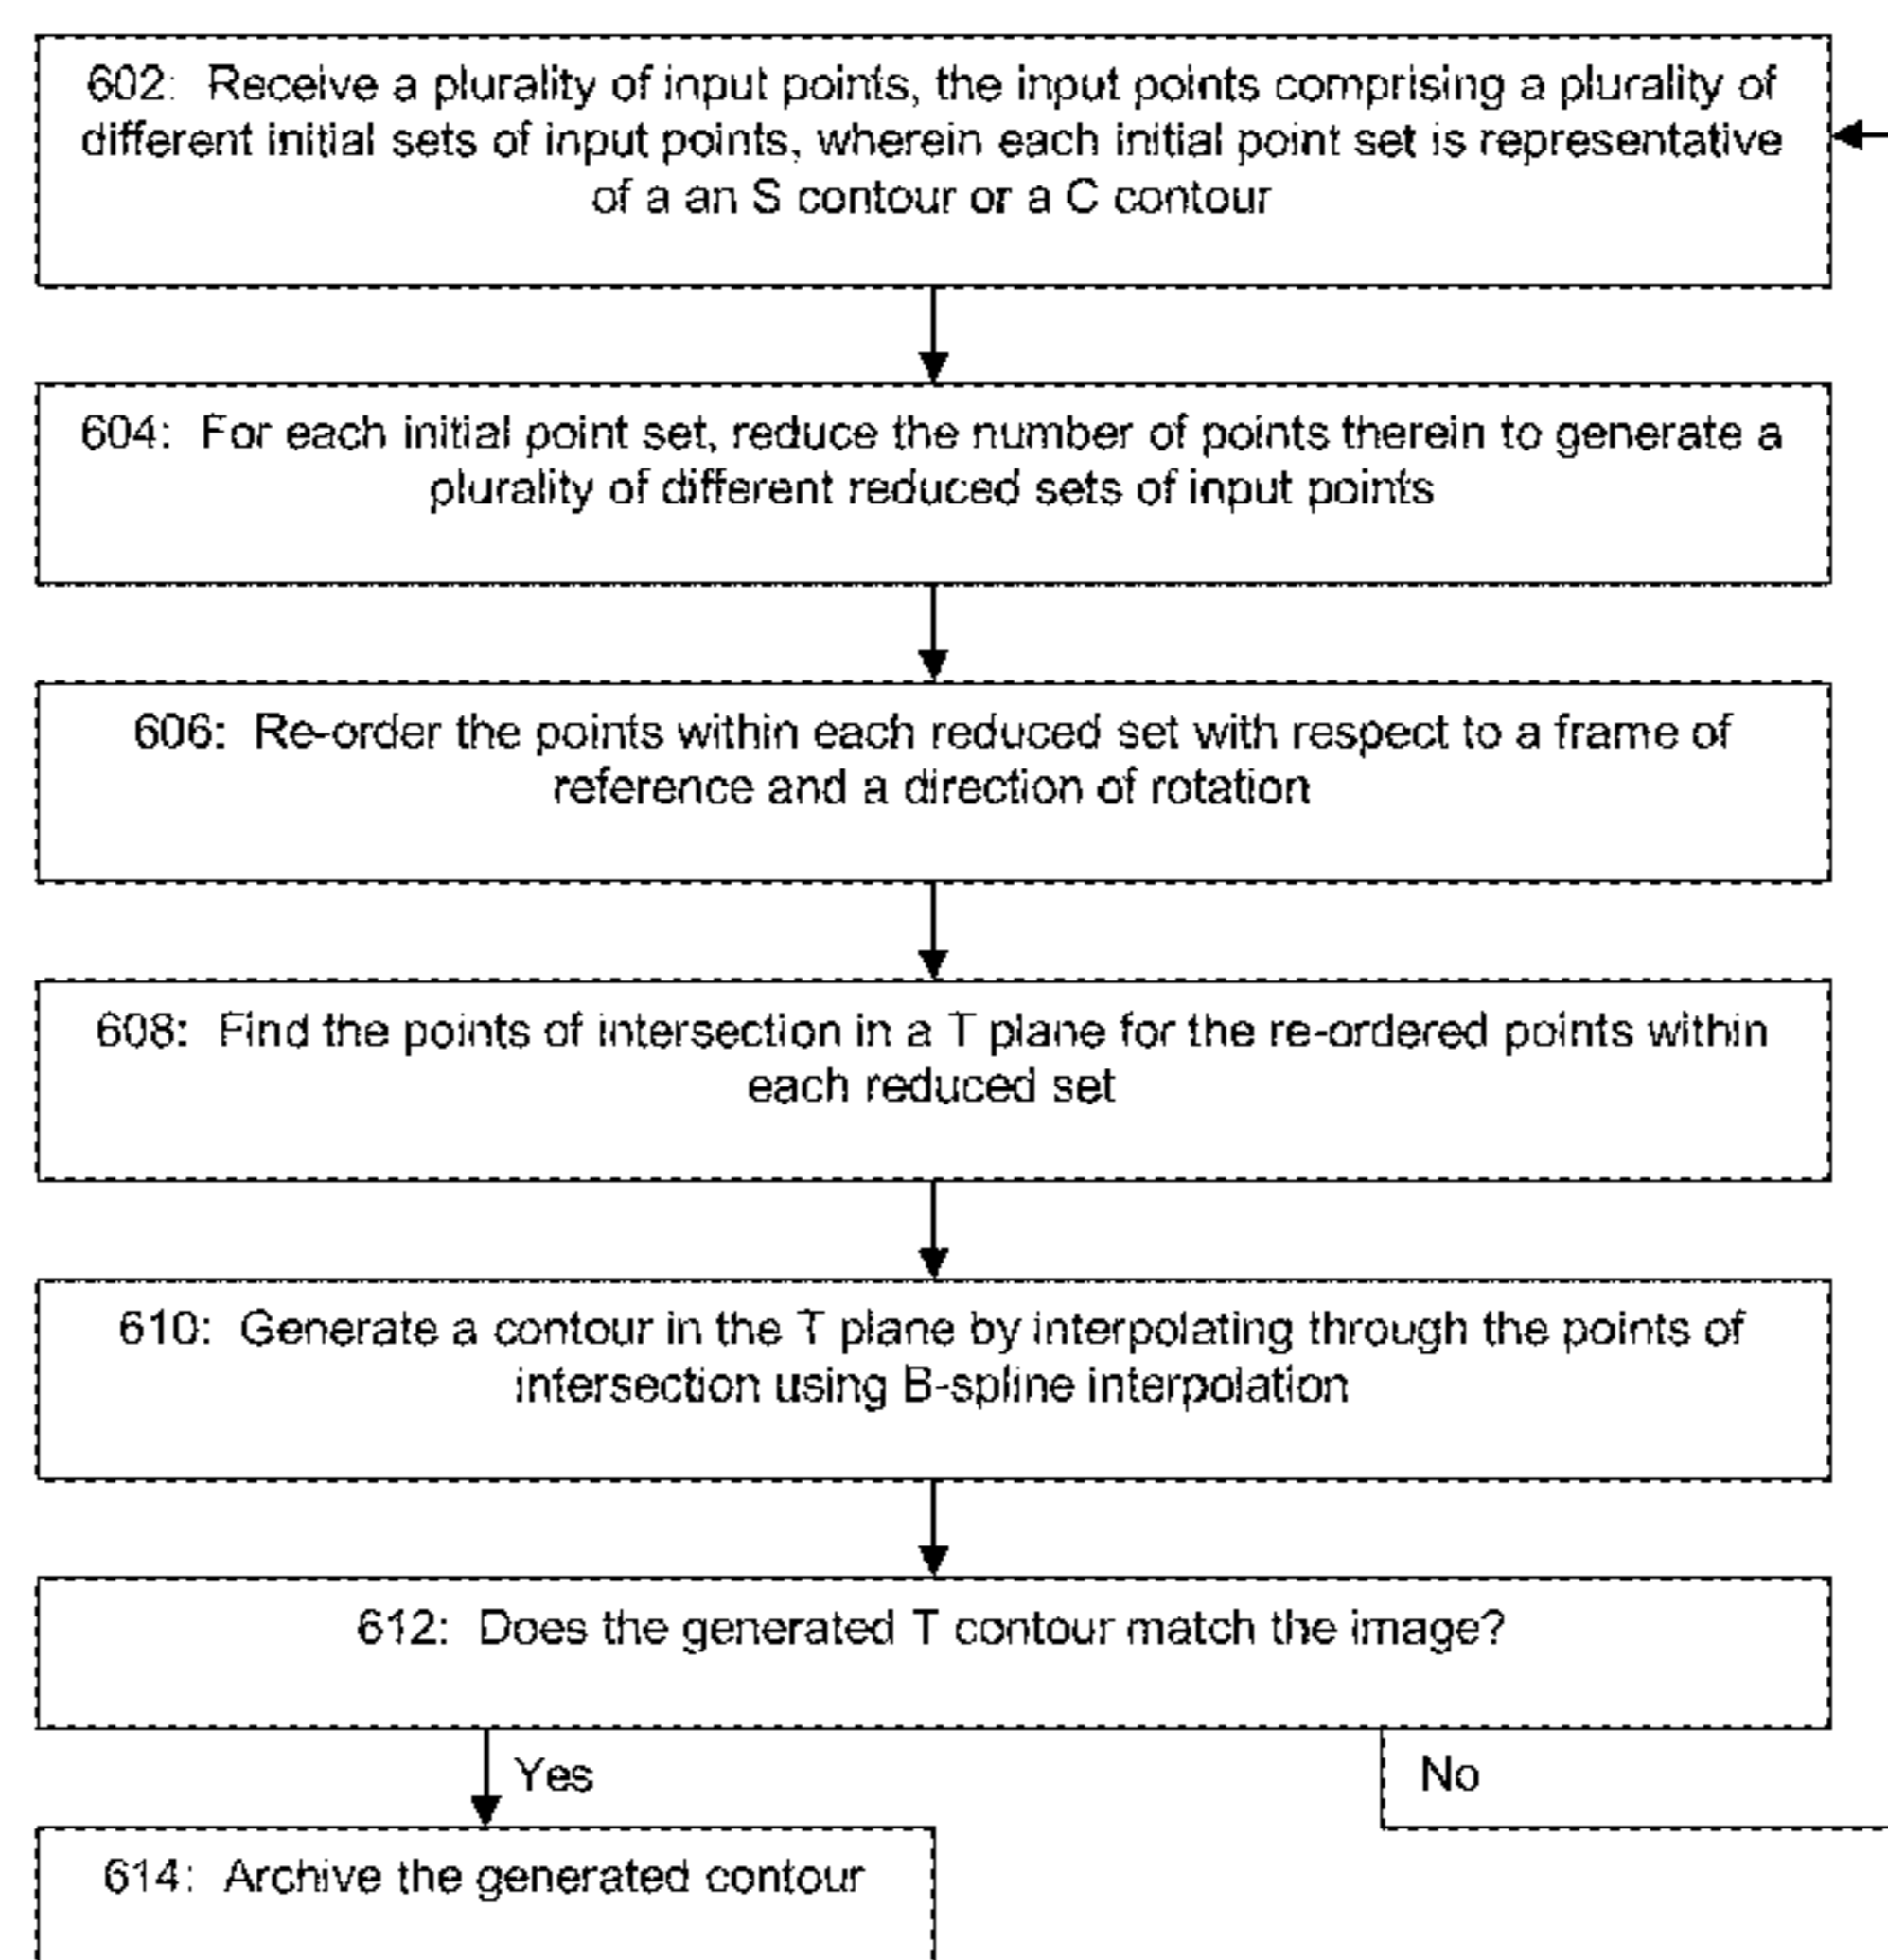 602: Receive a plurality of input points, the input points comprising a plurality of
different initial sets of input points, wherein each initial point set is representative
of a an S contour or a C contour
604: For each initial point set, reduce the number of points therein to generate a
plurality of different reduced sets of input points
606: Re-order the points within each reduced set with respect to a frame of
reference and a direction of rotation
608: Find the points of intersection in a T plane for the re-ordered points within
each reduced set
610: Generate a contour in the T plane by interpolating through the points of
intersection using B-spline interpolation
612: Does the generated T contour match the image?
Yes
No
614: Archive the generated contour